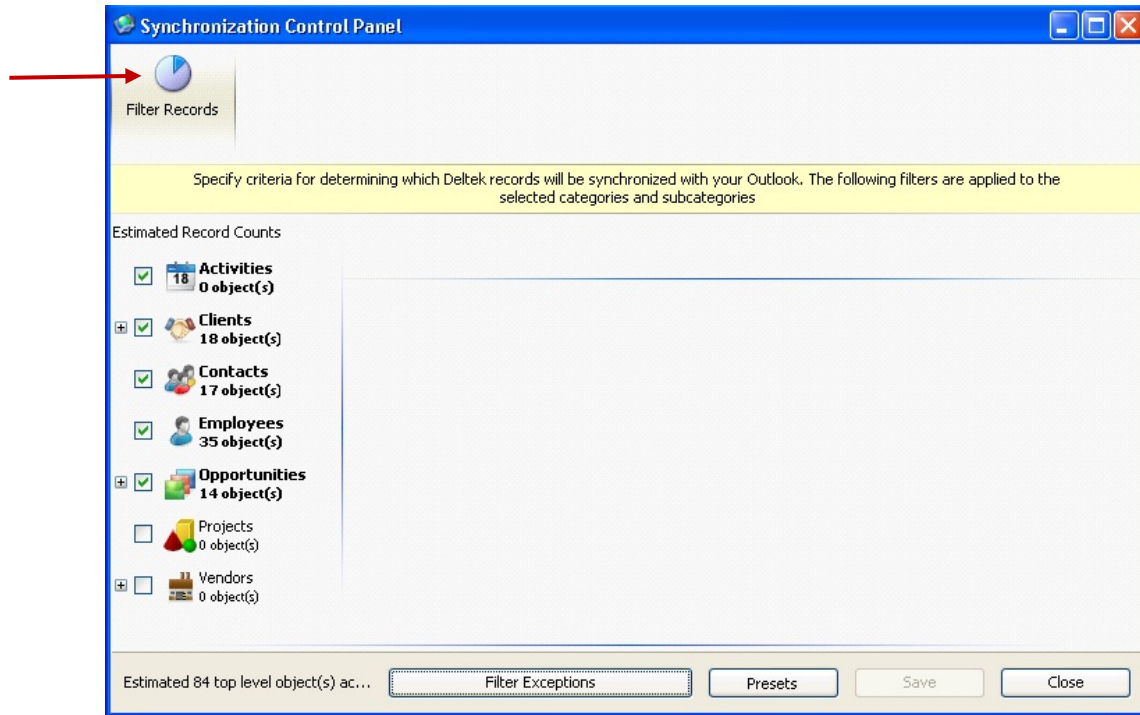 Synchronization Control Panel
Filter Records
Specify criteria for determining which Deltek records will be synchronized with your Outlook. The following filters are applied to the
selected categories and subcategories
Estimated Record Counts
18
Activities
0 object(s)
Clients
18 object(s)
Contacts
17 object(s)
Employees
35 object(s)
Opportunities
14 object(s)
Projects
0 object(s)
Vendors
0 object(s)
Estimated 84 top level object(s) ac...
Filter Exceptions
Presets
Save
Close